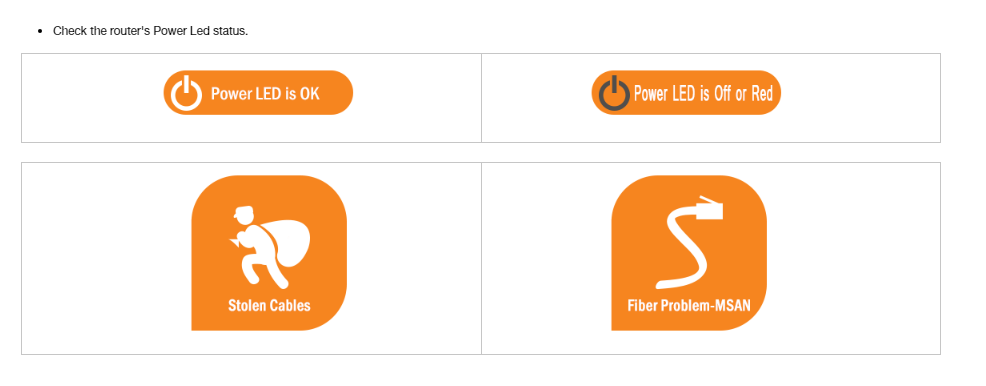 Check the router's Power Led status.
Power LED is OK
Power LED is Off or Red
Stolen Cables
Fiber Problem-MSAN